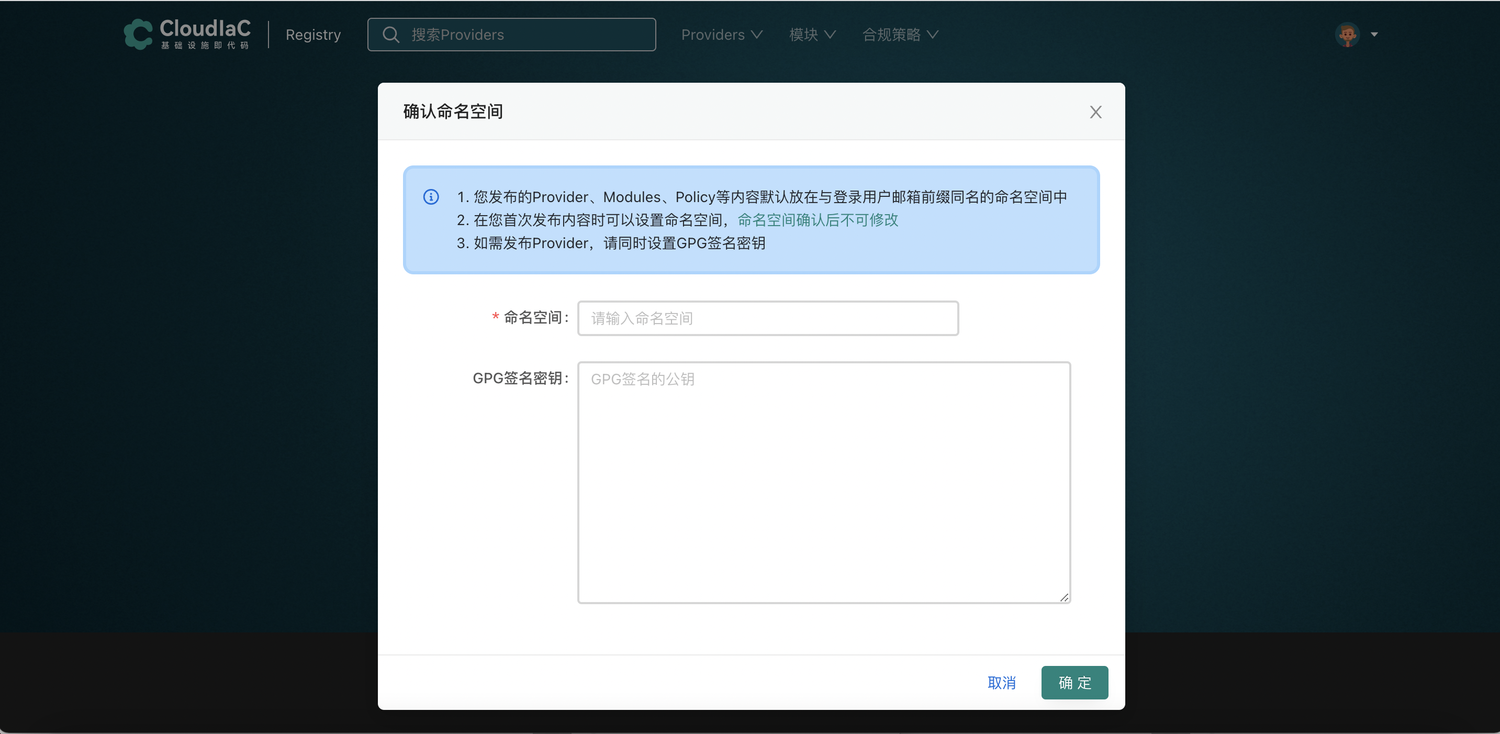 CloudIaC
基础设施即代码
Registry
搜索Providers
Providers
模块
合规策略
确认命名空间
1. 您发布的Provider、Modules、Policy等内容默认放在与登录用户邮箱前缀同名的命名空间中
2. 在您首次发布内容时可以设置命名空间，命名空间确认后不可修改
3. 如需发布Provider，请同时设置GPG签名密钥
* 命名空间：
请输入命名空间
GPG签名密钥：
GPG签名的公钥
取消
确 定